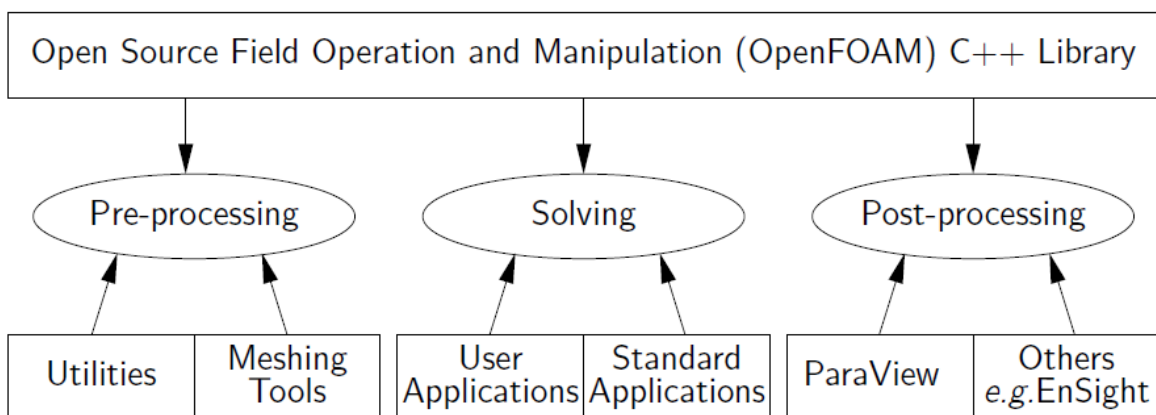 Open Source Field Operation and Manipulation (OpenFOAM) C++ Library
Pre-processing
Solving
Post-processing
Utilities
Meshing
Tools
User
Applications
Standard
Applications
ParaView
Others
e.g.EnSight